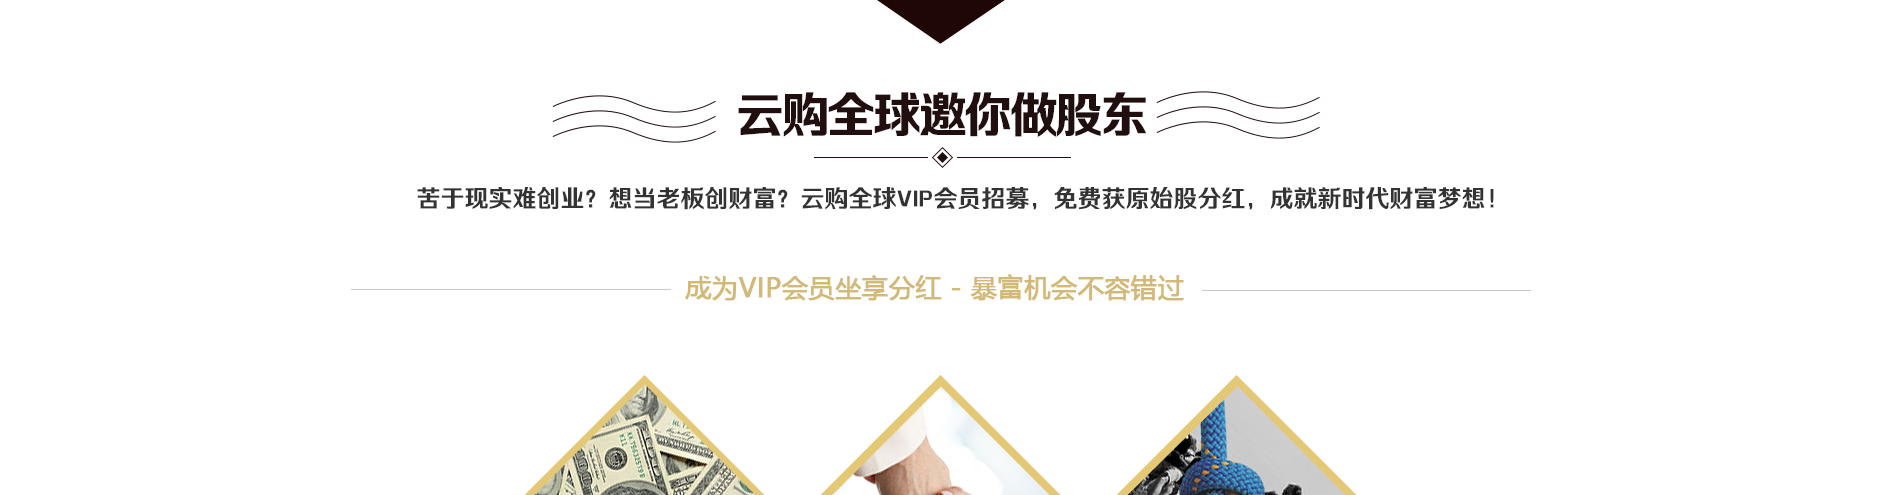 云购全球邀你做股东
苦于现实难创业？想当老板创财富？云购全球VIP会员招募，免费获原始股分红，成就新时代财富梦想！
成为VIP会员坐享分红 - 暴富机会不容错过